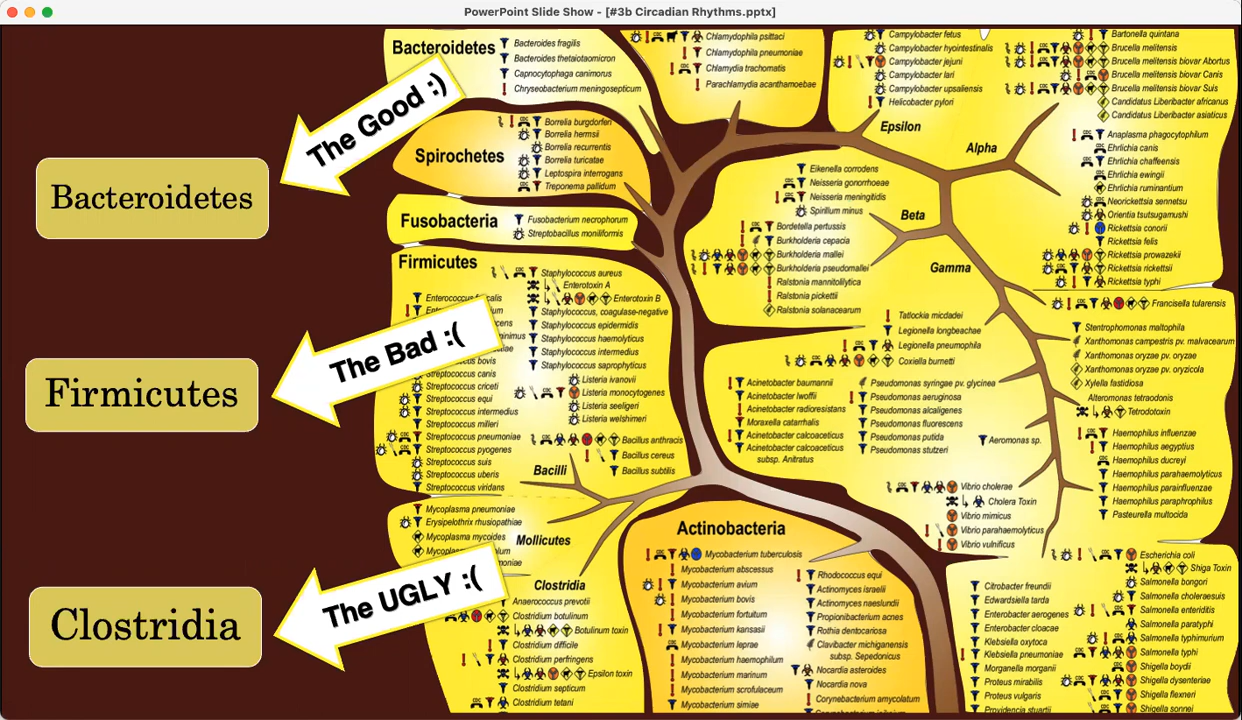 PowerPoint Slide Show - [#3b Circadian Rhythms.pptx]
Bacteroidetes
Firmicutes
Clostridia
The Good :)
The Bad :(
The UGLY :(
Bacteroidetes
Bacteroides fragilis
Bacteroides thetaiotaomicron
Capnocytophaga canimorus
Chryseobacterium meningosepticum
Spirochetes
Borrelia burgdorferi
Borrelia hermsii
Borrelia recurrentis
Borrelia turicatae
Leptospira interrogans
Treponema pallidum
Fusobacteria
Fusobacterium necrophorum
Streptobacillus moniliformis
Firmicutes
Staphylococcus aureus
Enterotoxin A
Enterotoxin B
Staphylococcus, coagulase-negative
Staphylococcus epidermidis
Staphylococcus haemolyticus
Staphylococcus intermedius
Staphylococcus saprophyticus
Listeria ivanovii
Listeria monocytogenes
Listeria seeligeri
Listeria welshimeri
Bacillus anthracis
Bacillus cereus
Bacillus subtilis
Streptococcus canis
Streptococcus criceti
Streptococcus equi
Streptococcus intermedius
Streptococcus milleri
Streptococcus pneumoniae
Streptococcus pyogenes
Streptococcus suis
Streptococcus uberis
Streptococcus viridans
Bacilli
Mycoplasma pneumoniae
Erysipelothrix rhusiopathiae
Mycoplasma mycoides
Mollicutes
Clostridia
Anaerococcus prevotii
Clostridium botulinum
Botulinum toxin
Clostridium difficile
Clostridium perfringens
Epsilon toxin
Clostridium septicum
Clostridium tetani
Chlamydophila psittaci
Chlamydophila pneumoniae
Chlamydia trachomatis
Parachlamydia acanthamoebae
Campylobacter fetus
Campylobacter hyointestinalis
Campylobacter jejuni
Campylobacter lari
Campylobacter upsaliensis
Helicobacter pylori
Epsilon
Alpha
Bartonella quintana
Brucella melitensis
Brucella melitensis biovar Abortus
Brucella melitensis biovar Canis
Brucella melitensis biovar Suis
Candidatus Liberibacter africanus
Candidatus Liberibacter asiaticus
Anaplasma phagocytophilum
Ehrlichia canis
Ehrlichia chaffeensis
Ehrlichia ewingii
Ehrlichia ruminantium
Neorickettsia sennetsu
Orientia tsutsugamushi
Rickettsia conorii
Rickettsia felis
Rickettsia prowazekii
Rickettsia rickettsii
Rickettsia typhi
Eikenella corrodens
Neisseria gonorrhoeae
Neisseria meningitidis
Spirillum minus
Beta
Bordetella pertussis
Burkholderia cepacia
Burkholderia mallei
Burkholderia pseudomallei
Ralstonia mannitolilytica
Ralstonia pickettii
Ralstonia solanacearum
Gamma
Tatlockia micdadei
Legionella longbeachae
Legionella pneumophila
Coxiella burnetti
Acinetobacter baumannii
Acinetobacter lwoffii
Acinetobacter radioresistans
Moraxella catarrhalis
Acinetobacter calcoaceticus
Acinetobacter calcoaceticus
subsp. Anitratus
Pseudomonas syringae pv. glycinea
Pseudomonas aeruginosa
Pseudomonas alcaligenes
Pseudomonas fluorescens
Pseudomonas putida
Pseudomonas stutzeri
Aeromonas sp.
Vibrio cholerae
Cholera Toxin
Vibrio mimicus
Vibrio parahaemolyticus
Vibrio vulnificus
Francisella tularensis
Stentrophomonas maltophila
Xanthomonas campestris pv. malvacearum
Xanthomonas oryzae pv. oryzae
Xanthomonas oryzae pv. oryzicola
Xylella fastidiosa
Alteromonas tetraodonis
Tetrodotoxin
Haemophilus influenzae
Haemophilus aegyptius
Haemophilus ducreyi
Haemophilus parahaemolyticus
Haemophilus parainfluenzae
Haemophilus paraphrophilus
Pasteurella multocida
Actinobacteria
Mycobacterium tuberculosis
Mycobacterium abscessus
Mycobacterium avium
Mycobacterium bovis
Mycobacterium fortuitum
Mycobacterium kansasii
Mycobacterium leprae
Mycobacterium haemophilum
Mycobacterium marinum
Mycobacterium scrofulaceum
Mycobacterium simiae
Rhodococcus equi
Actinomyces israelii
Actinomyces naeslundii
Propionibacterium acnes
Rothia dentocariosa
Clavibacter michiganensis
subsp. Sepedonicus
Nocardia asteroides
Nocardia nova
Corynebacterium amycolatum
Citrobacter freundii
Edwardsiella tarda
Enterobacter aerogenes
Enterobacter cloacae
Klebsiella oxytoca
Klebsiella pneumoniae
Morganella morganii
Proteus mirabilis
Proteus vulgaris
Providencia stuartii
Escherichia coli
Shiga Toxin
Salmonella bongori
Salmonella choleraesuis
Salmonella enteritidis
Salmonella paratyphi
Salmonella typhimurium
Salmonella typhi
Shigella boydii
Shigella dysenteriae
Shigella flexneri
Shigella sonnei